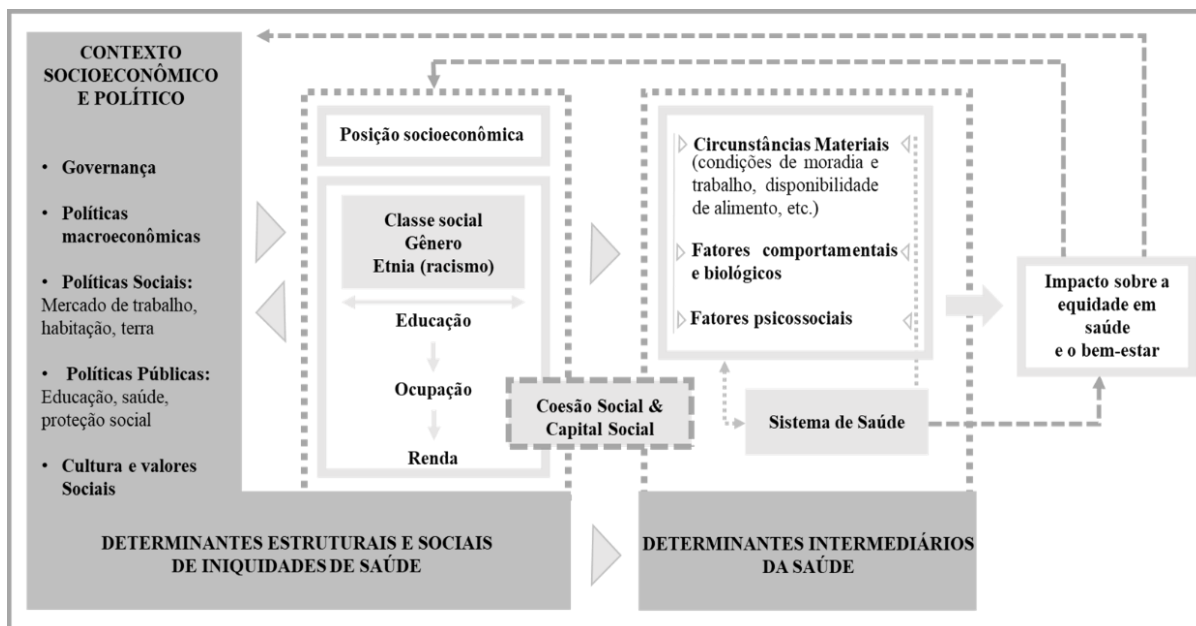 CONTEXTO
SOCIOECONÔMICO
E POLÍTICO
• Governança
• Políticas
macroeconômicas
• Políticas Sociais:
Mercado de trabalho,
habitação, terra
• Políticas Públicas:
Educação, saúde,
proteção social
• Cultura e valores
Sociais
Posição socioeconômica
Classe social
Gênero
Etnia (racismo)
Educação
Ocupação
Renda
Coesão Social &
Capital Social
Circunstâncias Materiais
(condições de moradia e
trabalho, disponibilidade
de alimento, etc.)
Fatores comportamentais
e biológicos
Fatores psicossociais
Sistema de Saúde
Impacto sobre a
equidade em
saúde
e o bem-estar
DETERMINANTES ESTRUTURAIS E SOCIAIS
DE INIQUIDADES DE SAÚDE
DETERMINANTES INTERMEDIÁRIOS
DA SAÚDE